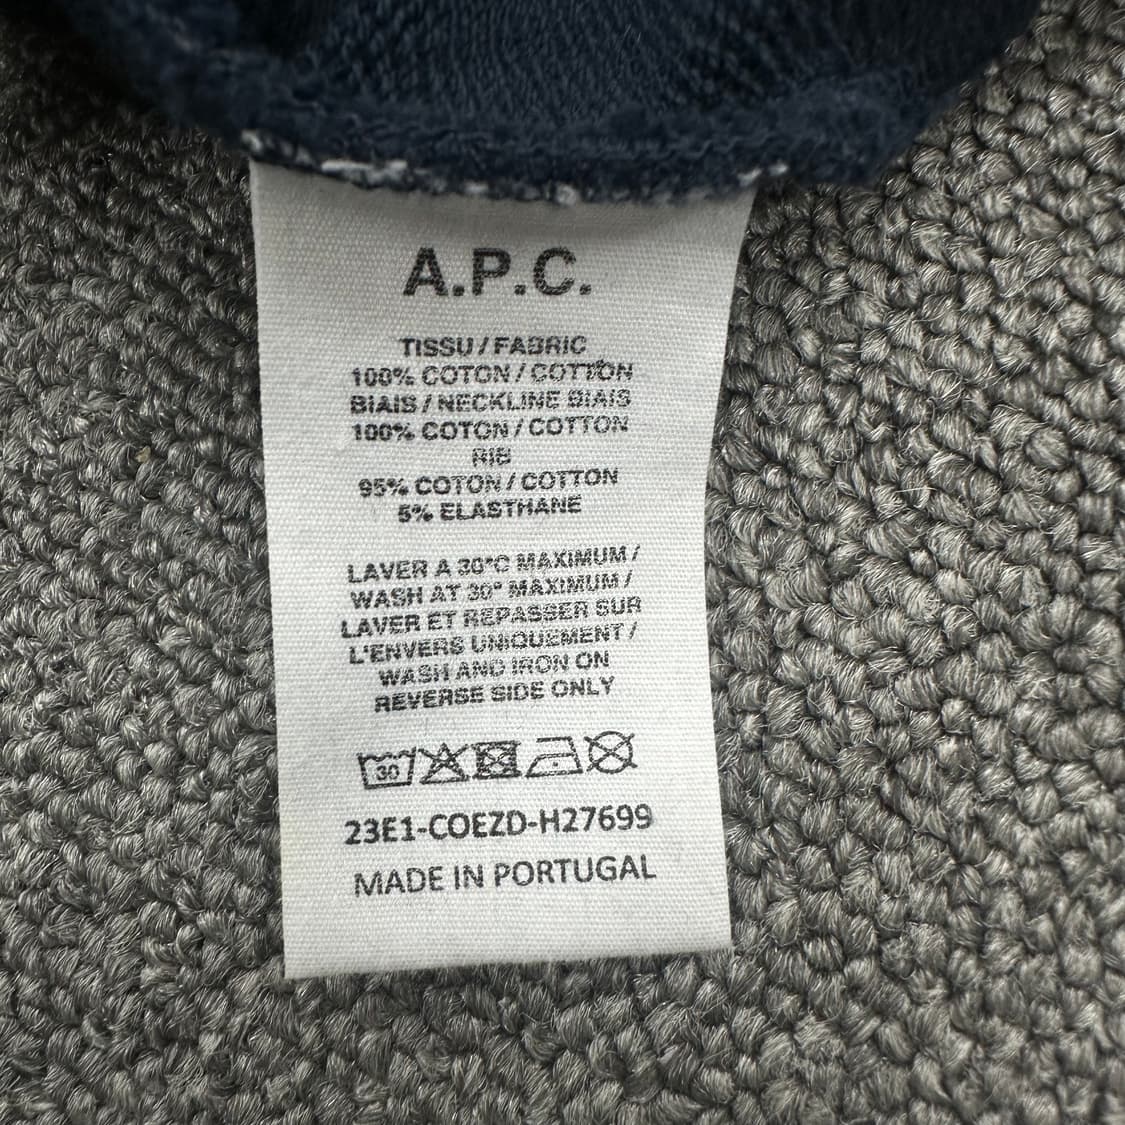 A.P.C.
TISSU / FABRIC
100% COTON / COTTON
BIAIS / NECKLINE BIAIS
100% COTON / COTTON
RIB
95% COTON / COTTON
5% ELASTHANE
LAVER A 30°C MAXIMUM /
WASH AT 30° MAXIMUM /
LAVER ET REPASSER SUR
L'ENVERS UNIQUEMENT /
WASH AND IRON ON
REVERSE SIDE ONLY
30
23E1-COEZD-H27699
MADE IN PORTUGAL